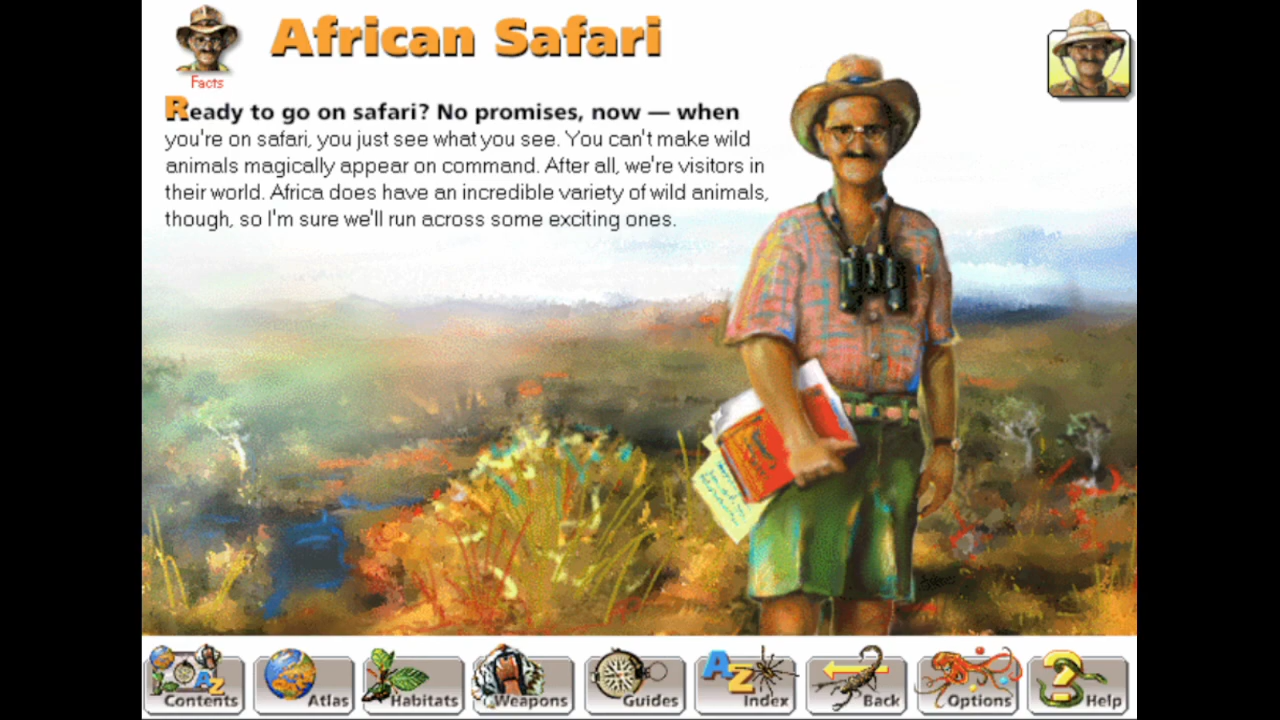 African Safari
Facts
Ready to go on safari? No promises, now — when
you're on safari, you just see what you see. You can't make wild
animals magically appear on command. After all, we're visitors in
their world. Africa does have an incredible variety of wild animals,
though, so I'm sure we'll run across some exciting ones.
Contents
Atlas
Habitats
Weapons
Guides
AZ
Index
Back
Options
?
Help